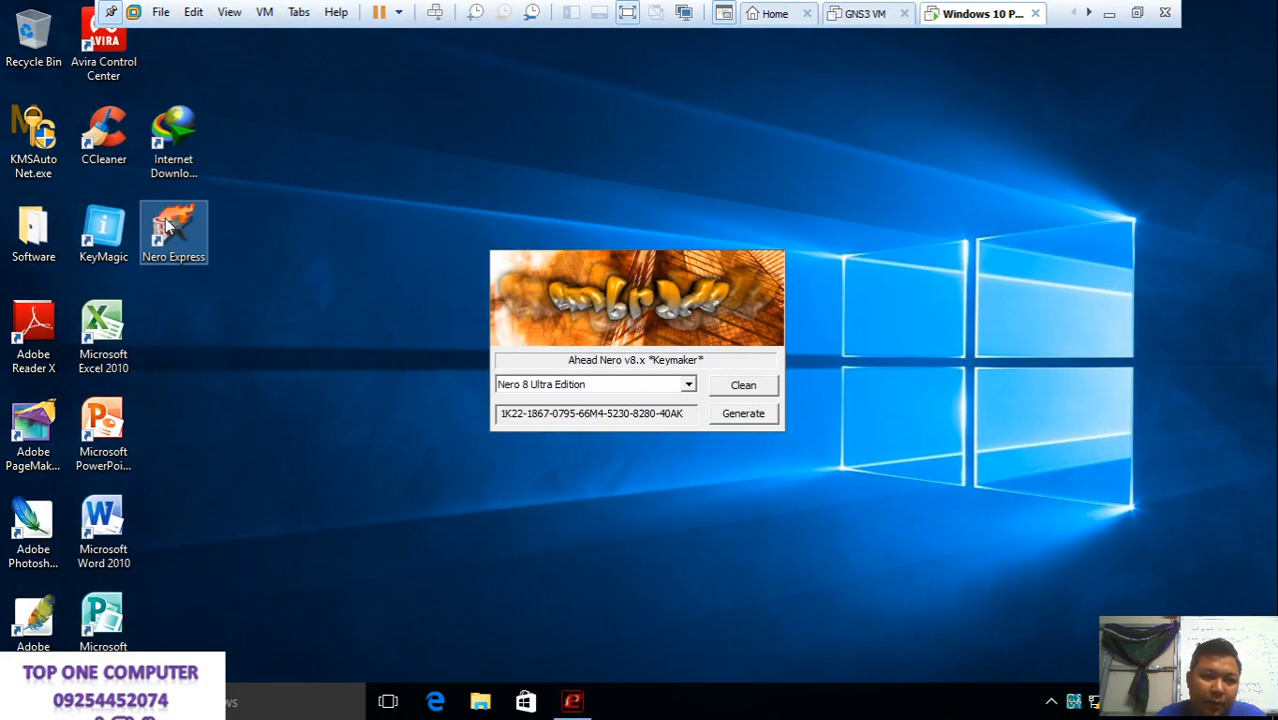 File Edit View VM Tabs Help
Home
GNS3 VM
Windows 10 P...
Recycle Bin
AVIRA
Avira Control
Center
KMSAuto
Net.exe
CCleaner
Internet
Downlo...
Software
KeyMagic
Nero Express
Adobe
Reader X
Microsoft
Excel 2010
Adobe
PageMak...
Microsoft
PowerPoi...
Adobe
Photosh...
Microsoft
Word 2010
Adobe
Microsoft
Ahead Nero v8.x *Keymaker*
Nero 8 Ultra Edition
Clean
1K22-1867-0795-66M4-5230-8280-40AK
Generate
TOP ONE COMPUTER
09254452074
ws